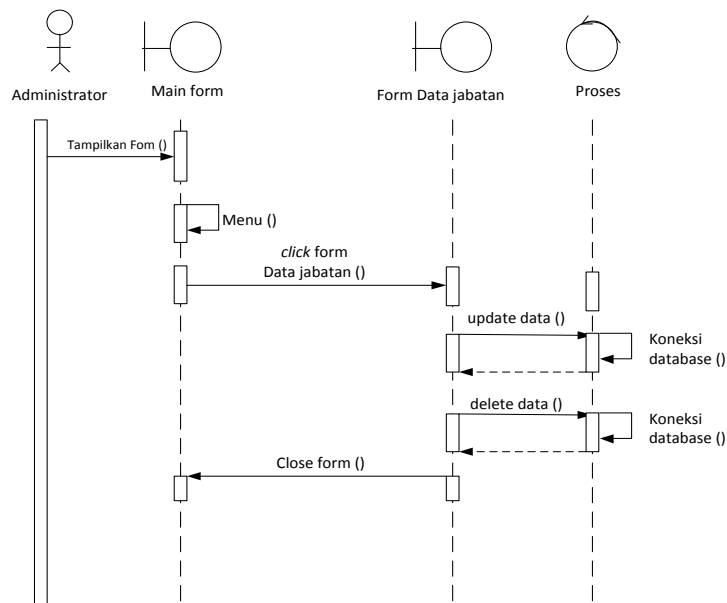 Administrator
Main form
Form Data jabatan
Proses
Tampilkan Fom ()
Menu ()
click form
Data jabatan ()
update data ()
Koneksi
database ()
delete data ()
Koneksi
database ()
Close form ()